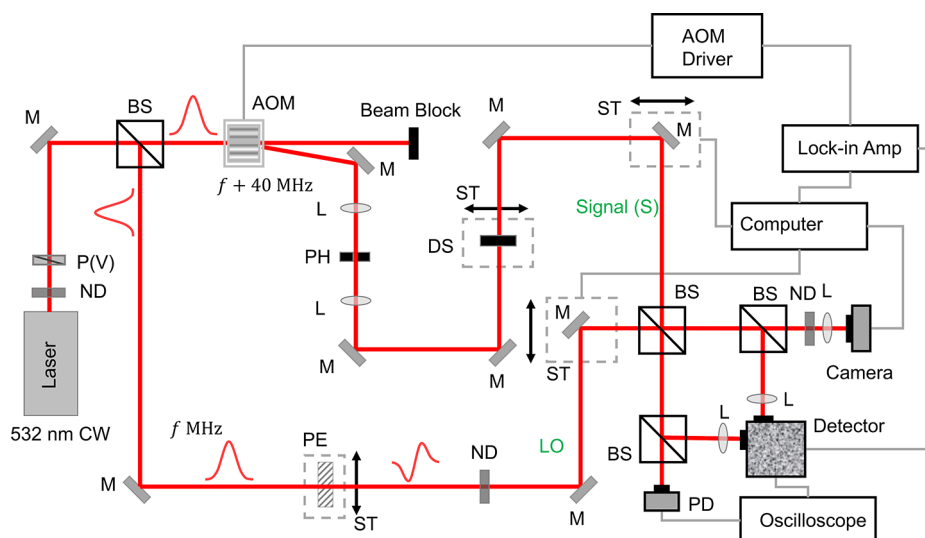 AOM
Driver
BS
AOM
Beam Block
M
ST
M
M
Lock-in Amp
M
f + 40 MHz
L
ST
Signal (S)
Computer
P(V)
PH
DS
ND
L
M
BS
BS
ND
L
Laser
M
M
ST
Camera
532 nm CW
L
f MHz
PE
ND
LO
L
Detector
BS
M
ST
M
PD
Oscilloscope